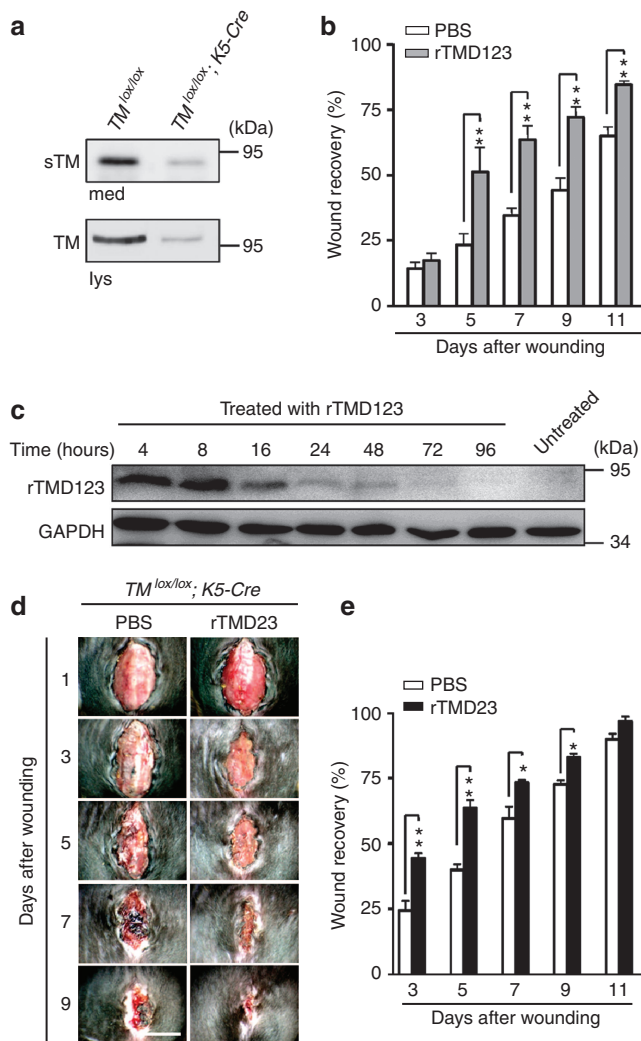 a
TM lox/lox
TM lox/lox; K5-Cre
(kDa)
sTM
95
med
TM
95
lys
b
PBS
rTMD123
Wound recovery (%)
100
75
50
25
0
**
**
**
**
3 5 7 9 11
Days after wounding
c
Treated with rTMD123
Untreated
Time (hours) 4 8 16 24 48 72 96 (kDa)
rTMD123
95
GAPDH
34
d
TM lox/lox; K5-Cre
PBS rTMD23
Days after wounding
1
3
5
7
9
e
PBS
rTMD23
Wound recovery (%)
100
75
50
25
0
**
**
*
*
3 5 7 9 11
Days after wounding